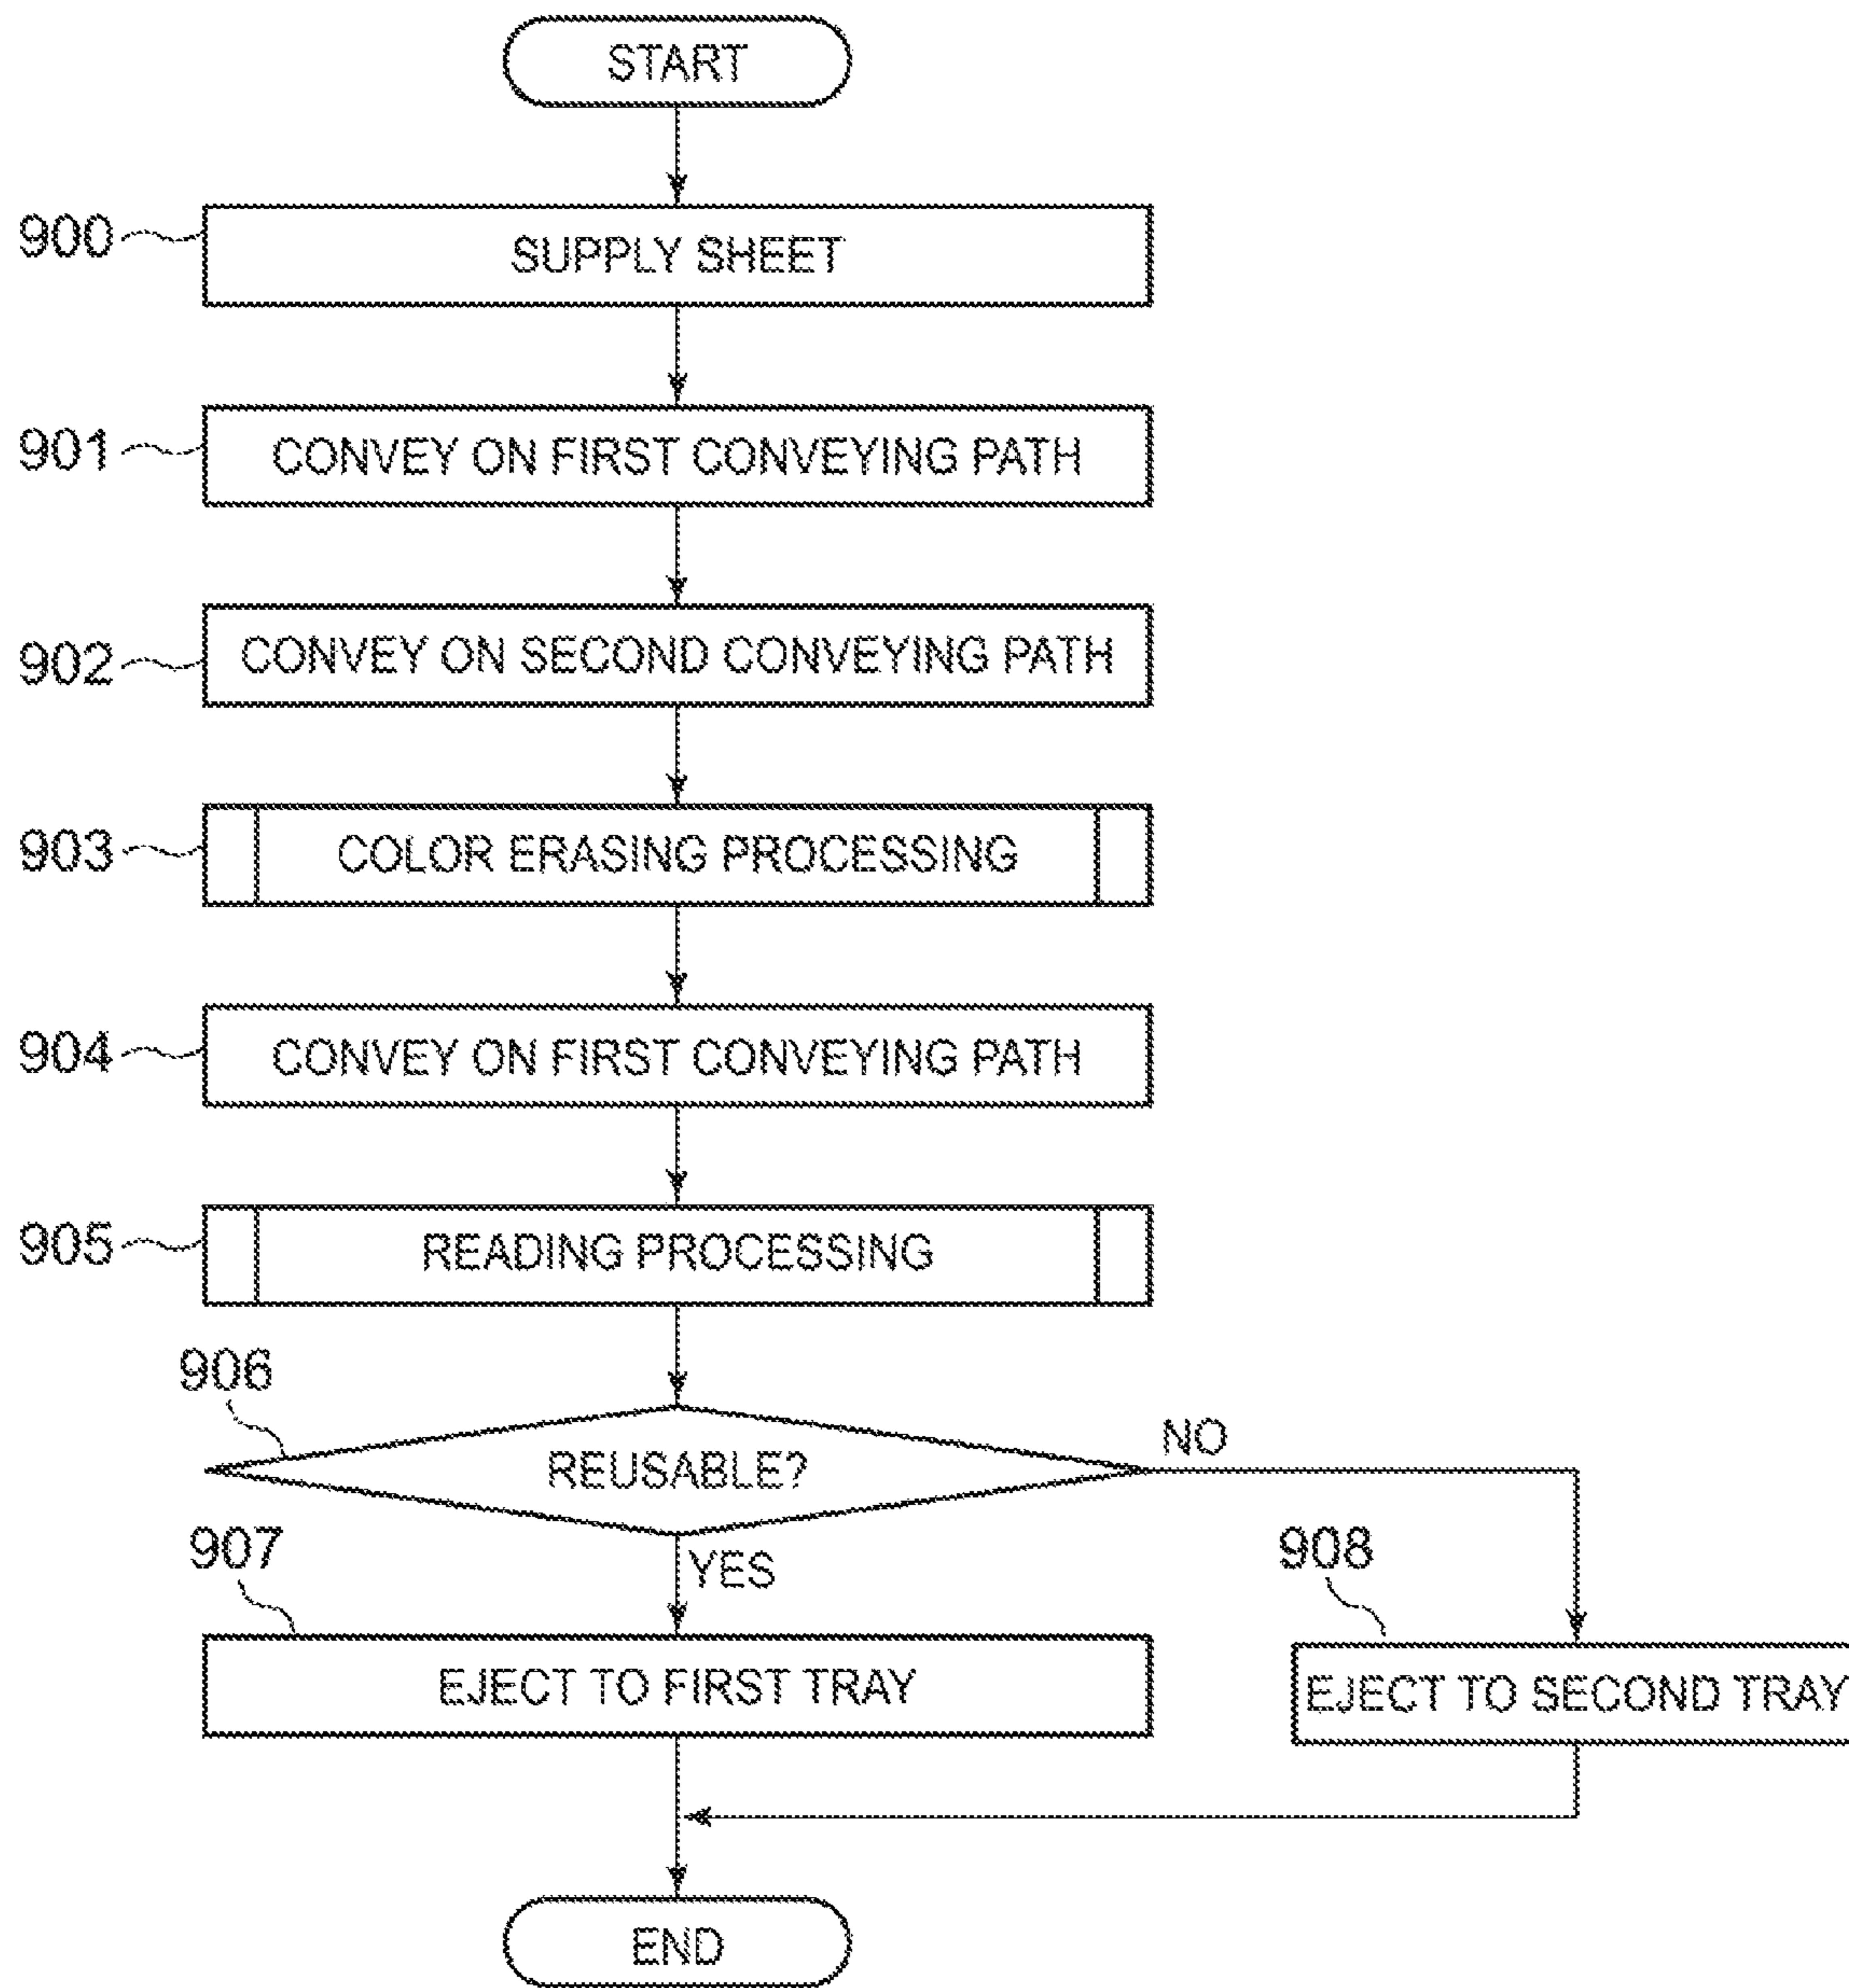 START
900
SUPPLY SHEET
901
CONVEY ON FIRST CONVEYING PATH
902
CONVEY ON SECOND CONVEYING PATH
903
COLOR ERASING PROCESSING
904
CONVEY ON FIRST CONVEYING PATH
905
READING PROCESSING
906
REUSABLE?
NO
YES
907
EJECT TO FIRST TRAY
908
EJECT TO SECOND TRAY
END